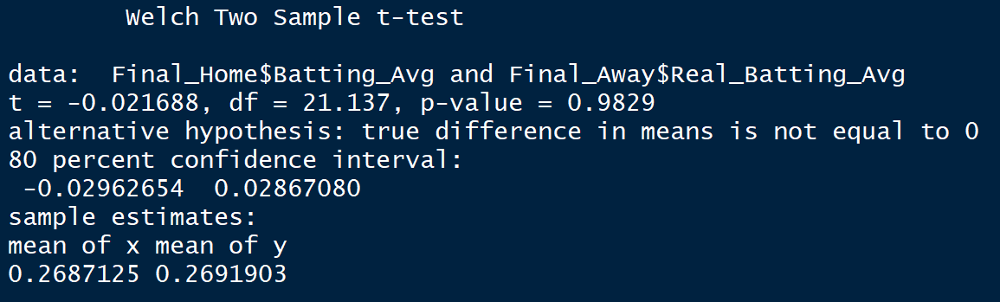 Welch Two Sample t-test
data:  Final_Home$Batting_Avg and Final_Away$Real_Batting_Avg
t = -0.021688, df = 21.137, p-value = 0.9829
alternative hypothesis: true difference in means is not equal to 0
80 percent confidence interval:
-0.02962654  0.02867080
sample estimates:
mean of x mean of y
0.2687125 0.2691903